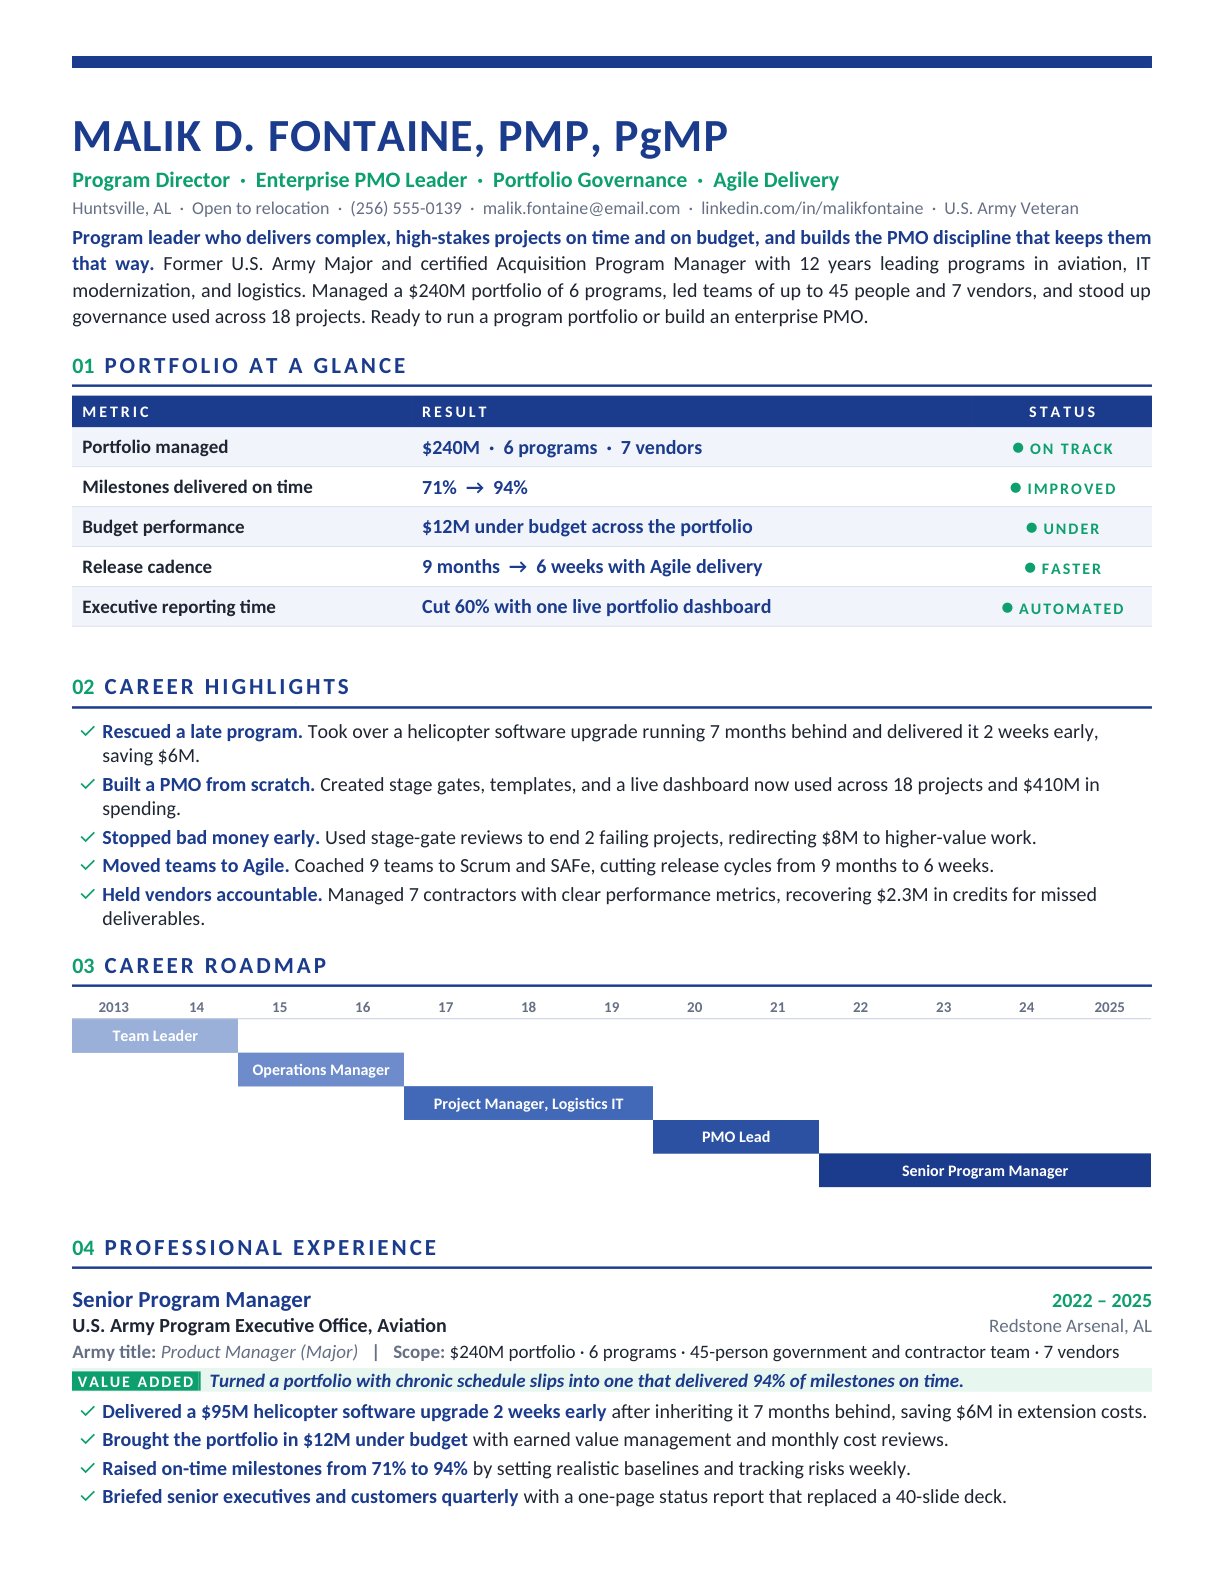 MALIK D. FONTAINE, PMP, PgMP
Program Director · Enterprise PMO Leader · Portfolio Governance · Agile Delivery
Huntsville, AL · Open to relocation · (256) 555-0139 · malik.fontaine@email.com · linkedin.com/in/malikfontaine · U.S. Army Veteran
Program leader who delivers complex, high-stakes projects on time and on budget, and builds the PMO discipline that keeps them
that way. Former U.S. Army Major and certified Acquisition Program Manager with 12 years leading programs in aviation, IT
modernization, and logistics. Managed a $240M portfolio of 6 programs, led teams of up to 45 people and 7 vendors, and stood up
governance used across 18 projects. Ready to run a program portfolio or build an enterprise PMO.
01 PORTFOLIO AT A GLANCE
METRIC RESULT STATUS
Portfolio managed $240M · 6 programs · 7 vendors ● ON TRACK
Milestones delivered on time 71% → 94% ● IMPROVED
Budget performance $12M under budget across the portfolio ● UNDER
Release cadence 9 months → 6 weeks with Agile delivery ● FASTER
Executive reporting time Cut 60% with one live portfolio dashboard ● AUTOMATED
02 CAREER HIGHLIGHTS
✓ Rescued a late program. Took over a helicopter software upgrade running 7 months behind and delivered it 2 weeks early,
saving $6M.
✓ Built a PMO from scratch. Created stage gates, templates, and a live dashboard now used across 18 projects and $410M in
spending.
✓ Stopped bad money early. Used stage-gate reviews to end 2 failing projects, redirecting $8M to higher-value work.
✓ Moved teams to Agile. Coached 9 teams to Scrum and SAFe, cutting release cycles from 9 months to 6 weeks.
✓ Held vendors accountable. Managed 7 contractors with clear performance metrics, recovering $2.3M in credits for missed
deliverables.
03 CAREER ROADMAP
2013 14 15 16 17 18 19 20 21 22 23 24 2025
Team Leader
Operations Manager
Project Manager, Logistics IT
PMO Lead
Senior Program Manager
04 PROFESSIONAL EXPERIENCE
Senior Program Manager 2022 – 2025
U.S. Army Program Executive Office, Aviation Redstone Arsenal, AL
Army title: Product Manager (Major) | Scope: $240M portfolio · 6 programs · 45-person government and contractor team · 7 vendors
VALUE ADDED Turned a portfolio with chronic schedule slips into one that delivered 94% of milestones on time.
✓ Delivered a $95M helicopter software upgrade 2 weeks early after inheriting it 7 months behind, saving $6M in extension costs.
✓ Brought the portfolio in $12M under budget with earned value management and monthly cost reviews.
✓ Raised on-time milestones from 71% to 94% by setting realistic baselines and tracking risks weekly.
✓ Briefed senior executives and customers quarterly with a one-page status report that replaced a 40-slide deck.